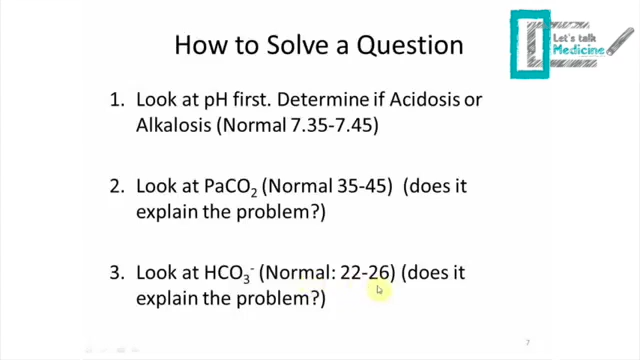 Let's talk
Medicine
How to Solve a Question
1. Look at pH first. Determine if Acidosis or
Alkalosis (Normal 7.35-7.45)
2. Look at PaCO₂ (Normal 35-45) (does it
explain the problem?)
3. Look at HCO₃⁻ (Normal: 22-26) (does it
explain the problem?)
7